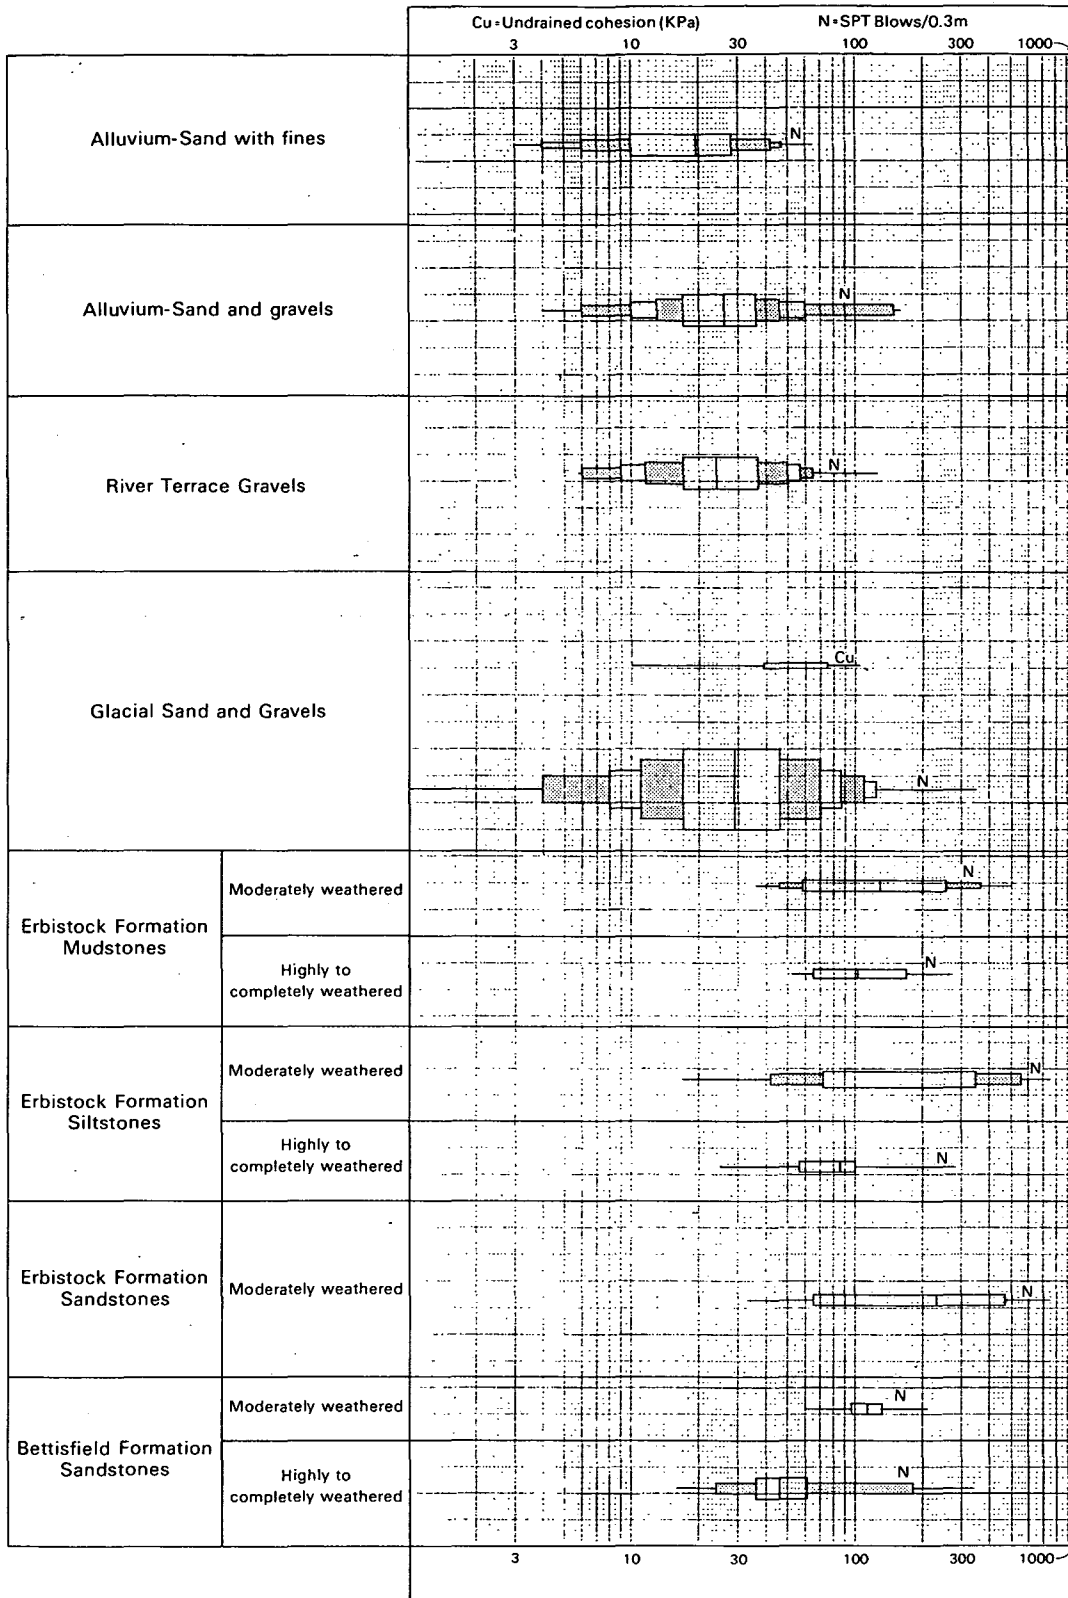 Cu=Undrained cohesion (KPa) N=SPT Blows/0.3m
3 10 30 100 300 1000
Alluvium-Sand with fines
N
Alluvium-Sand and gravels
N
River Terrace Gravels
N
Glacial Sand and Gravels
Cu
N
Erbistock Formation
Mudstones
Moderately weathered
N
Highly to
completely weathered
N
Erbistock Formation
Siltstones
Moderately weathered
N
Highly to
completely weathered
N
Erbistock Formation
Sandstones
Moderately weathered
N
Bettisfield Formation
Sandstones
Moderately weathered
N
Highly to
completely weathered
N
3 10 30 100 300 1000